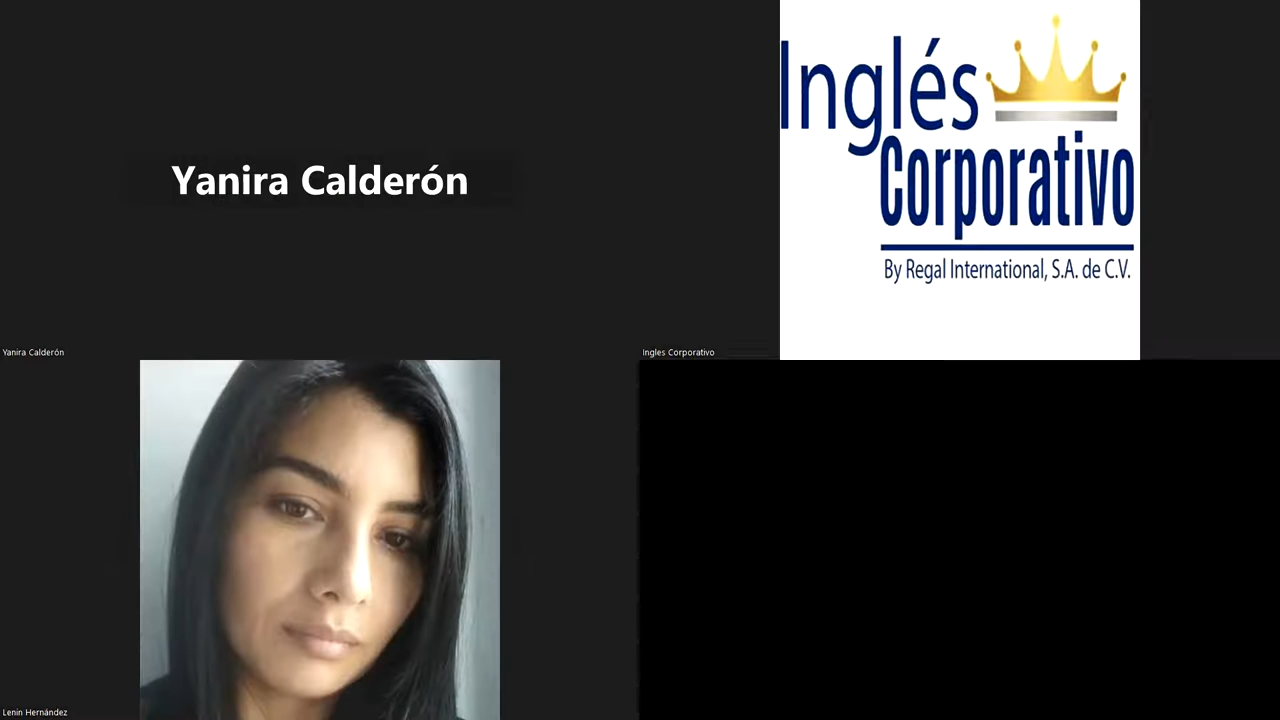 Yanira Calderón
Yanira Calderón
Inglés
Corporativo
By Regal International, S.A. de C.V.
Ingles Corporativo
Lenin Hernández